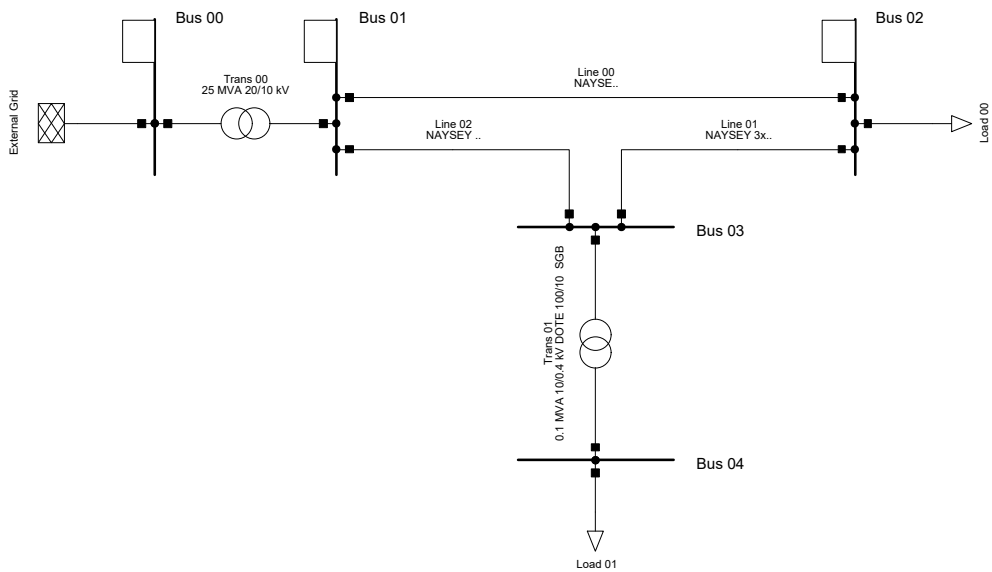 Bus 00
Bus 01
Bus 02
Trans 00
25 MVA 20/10 kV
Line 00
NAYSE..
External Grid
Line 02
NAYSEY ..
Line 01
NAYSEY 3x..
Load 00
Bus 03
Trans 01
0.1 MVA 10/0.4 kV DOTE 100/10  SGB
Bus 04
Load 01